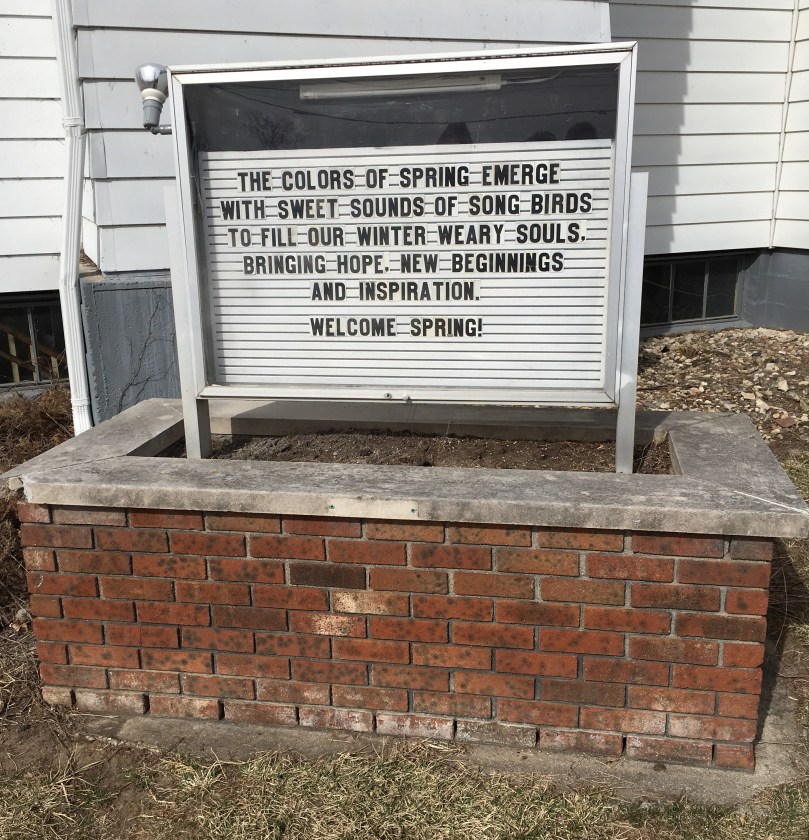 THE COLORS OF SPRING EMERGE
WITH SWEET SOUNDS OF SONG BIRDS
TO FILL OUR WINTER WEARY SOULS,
BRINGING HOPE, NEW BEGINNINGS
AND INSPIRATION.
WELCOME SPRING!